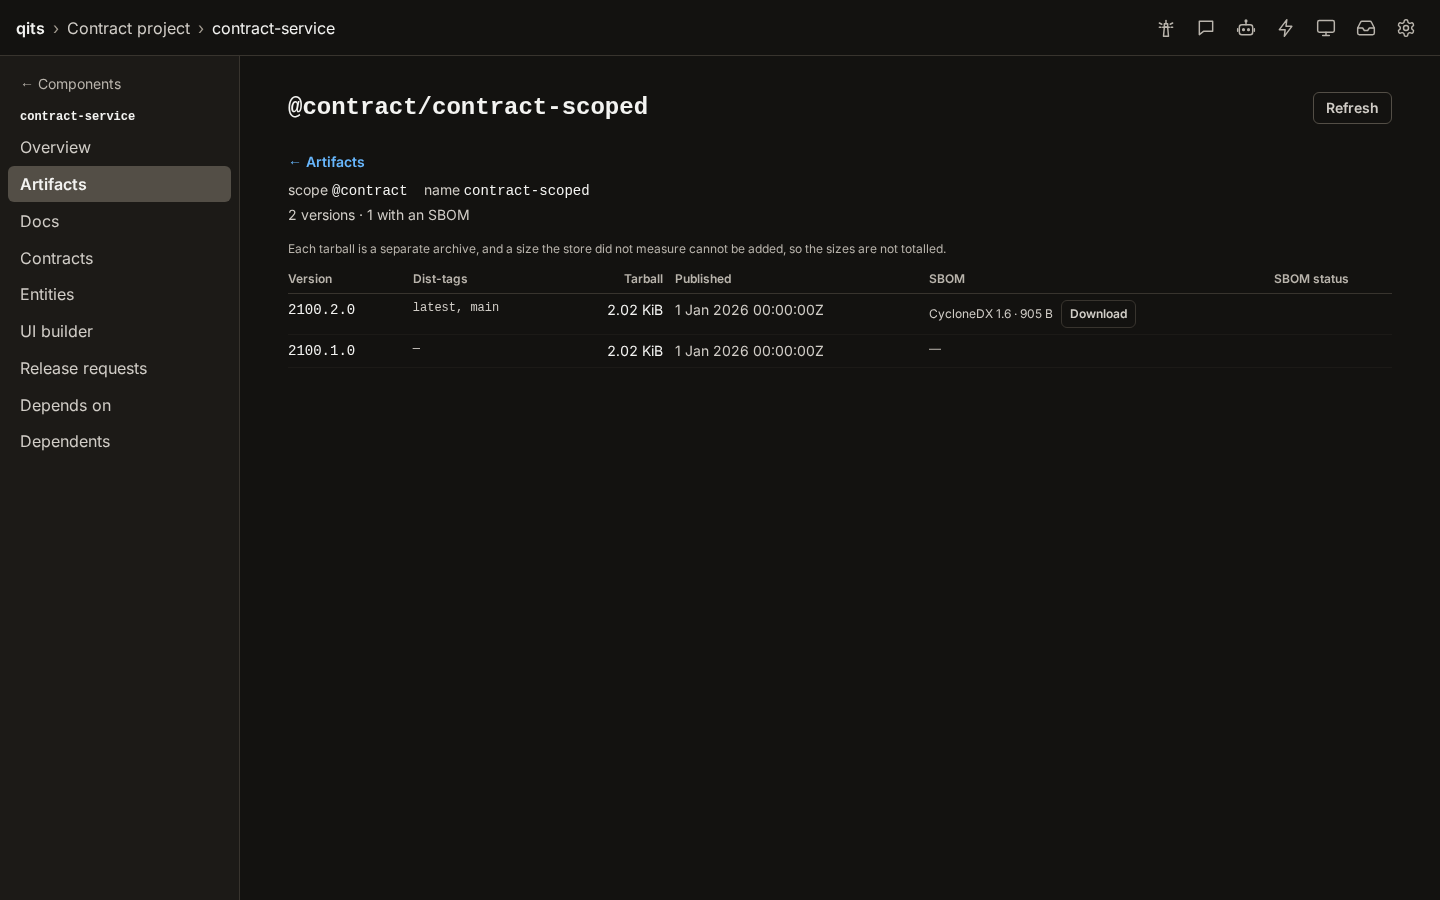 qits › Contract project › contract-service
← Components
contract-service
Overview
Artifacts
Docs
Contracts
Entities
UI builder
Release requests
Depends on
Dependents
@contract/contract-scoped
Refresh
← Artifacts
scope @contract name contract-scoped
2 versions · 1 with an SBOM
Each tarball is a separate archive, and a size the store did not measure cannot be added, so the sizes are not totalled.
Version Dist-tags Tarball Published SBOM SBOM status
2100.2.0 latest, main 2.02 KiB 1 Jan 2026 00:00:00Z CycloneDX 1.6 · 905 B Download
2100.1.0 — 2.02 KiB 1 Jan 2026 00:00:00Z —